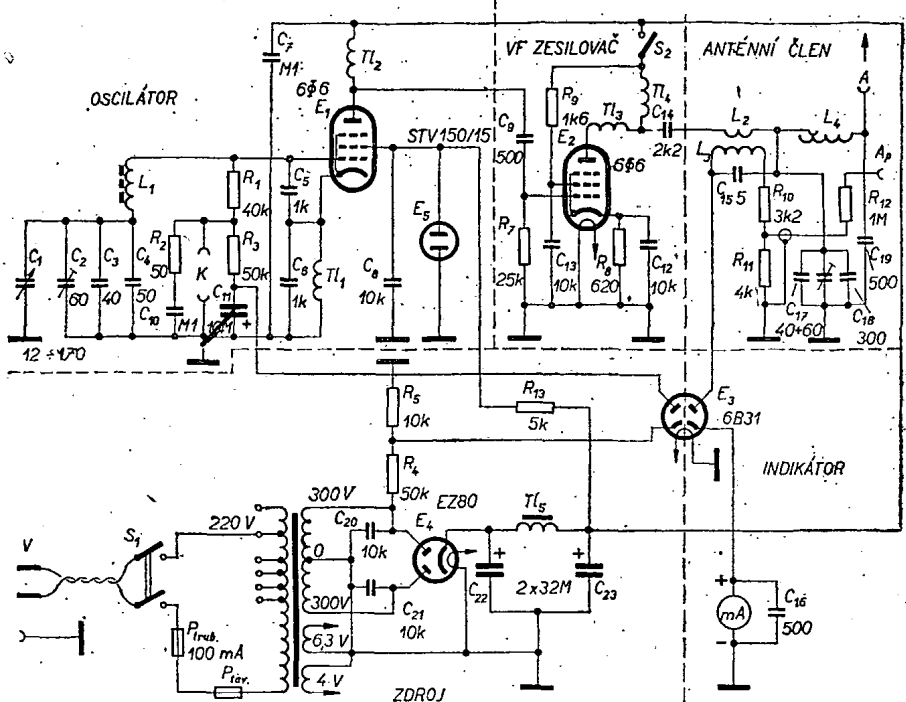 OSCILÁTOR
VF ZESILOVAČ
ANTÉNNÍ ČLEN
C7
M1
Tl2
6Φ6
E1
STV150/15
S2
R9
1k6
E2
Tl3
Tl4
C14
2k2
6Φ6
C9
500
L2
L4
A
L3
Ap
C15 5
R10
3k2
R12
1M
L1
R1
40k
C5
1k
E5
R7
25k
C13
10k
R8
620
C12
10k
R11
4k
C17
40+60
C18
300
C19
500
C1
12 ÷ 470
C2
60
C3
40
C4
50
R2
50
K
R3
50k
C10
M1
C11
+
C6
1k
Tl1
C8
10k
R5
10k
R13
5k
E3
6B31
INDIKÁTOR
R4
50k
300V
EZ80
Tl5
C20
10k
E4
V
S1
220 V
0
300V
C21
10k
+
C22
2x32M
+
C23
6,3 V
4 V
Ptrub.
100 mA
Ptav.
ZDROJ
+
mA
-
C16
500